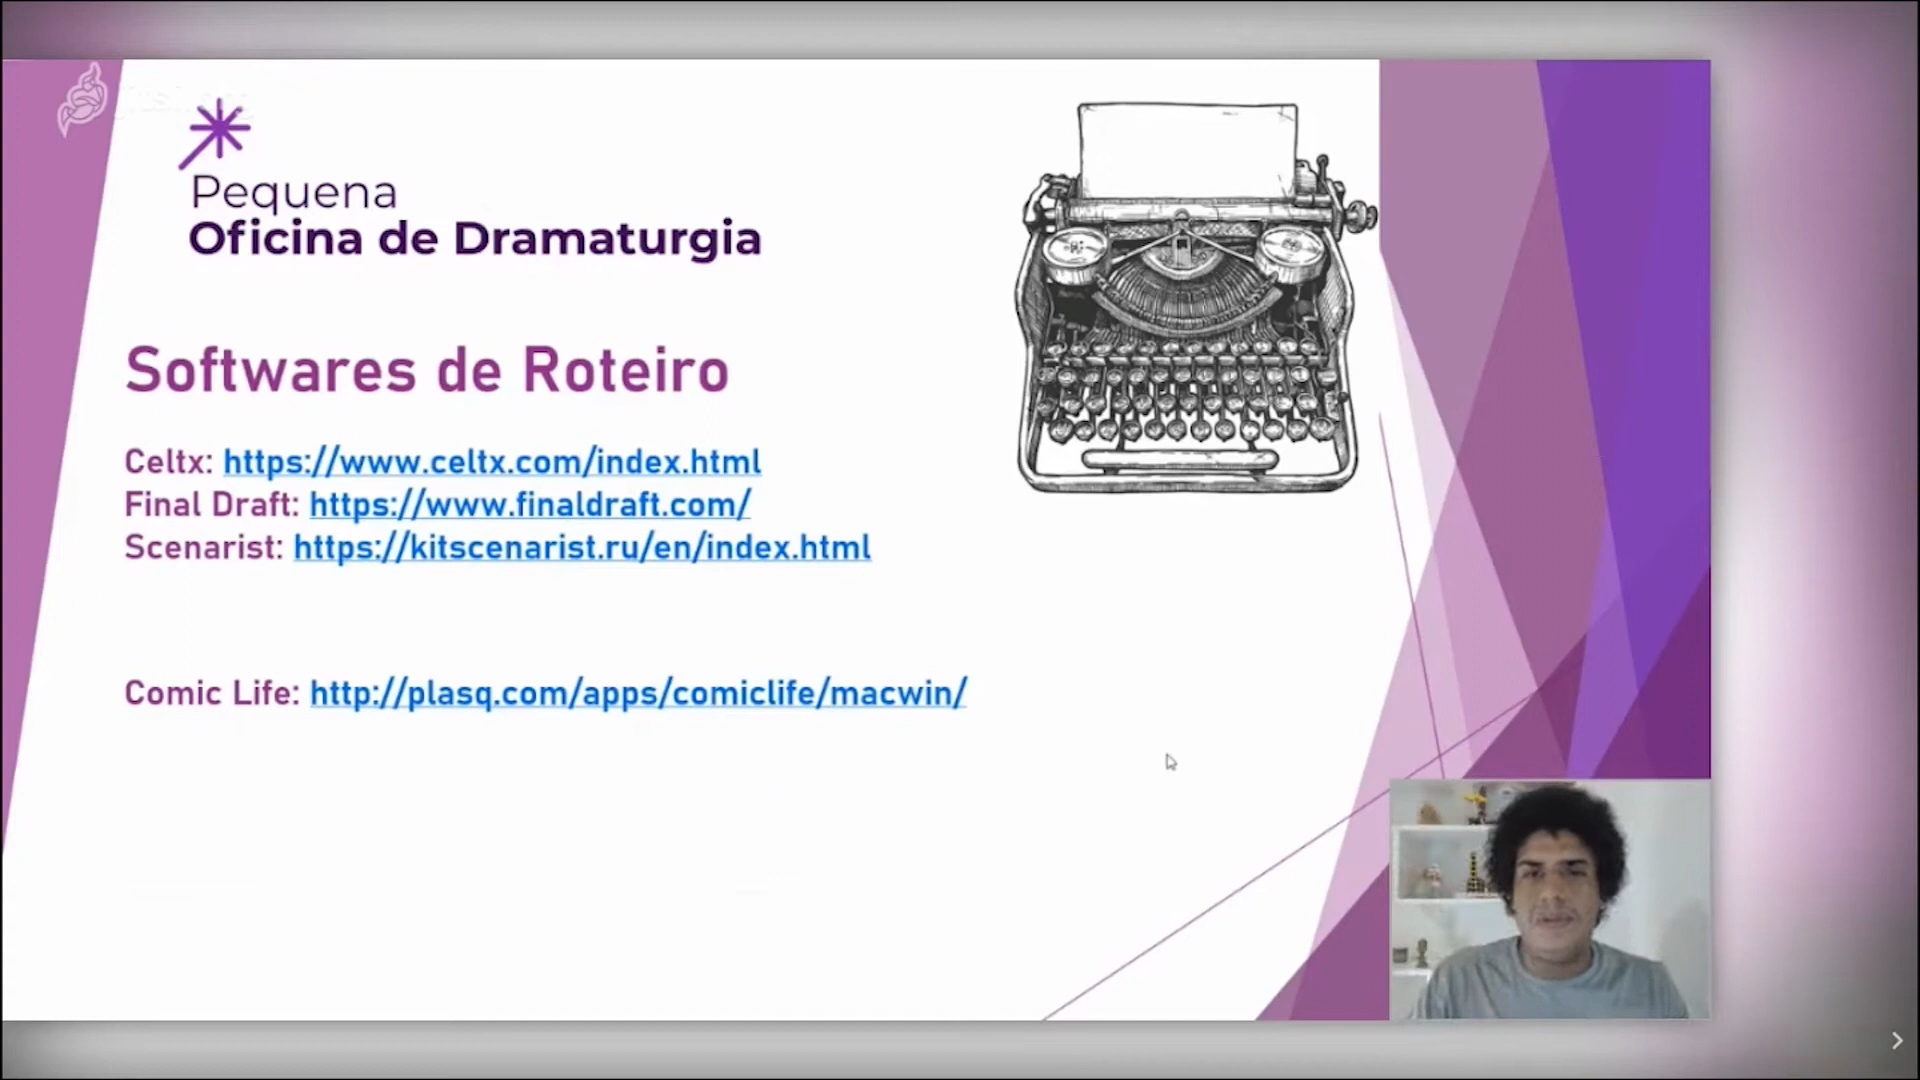 Pequena
Oficina de Dramaturgia
Softwares de Roteiro
Celtx: https://www.celtx.com/index.html
Final Draft: https://www.finaldraft.com/
Scenarist: https://kitscenarist.ru/en/index.html
Comic Life: http://plasq.com/apps/comiclife/macwin/